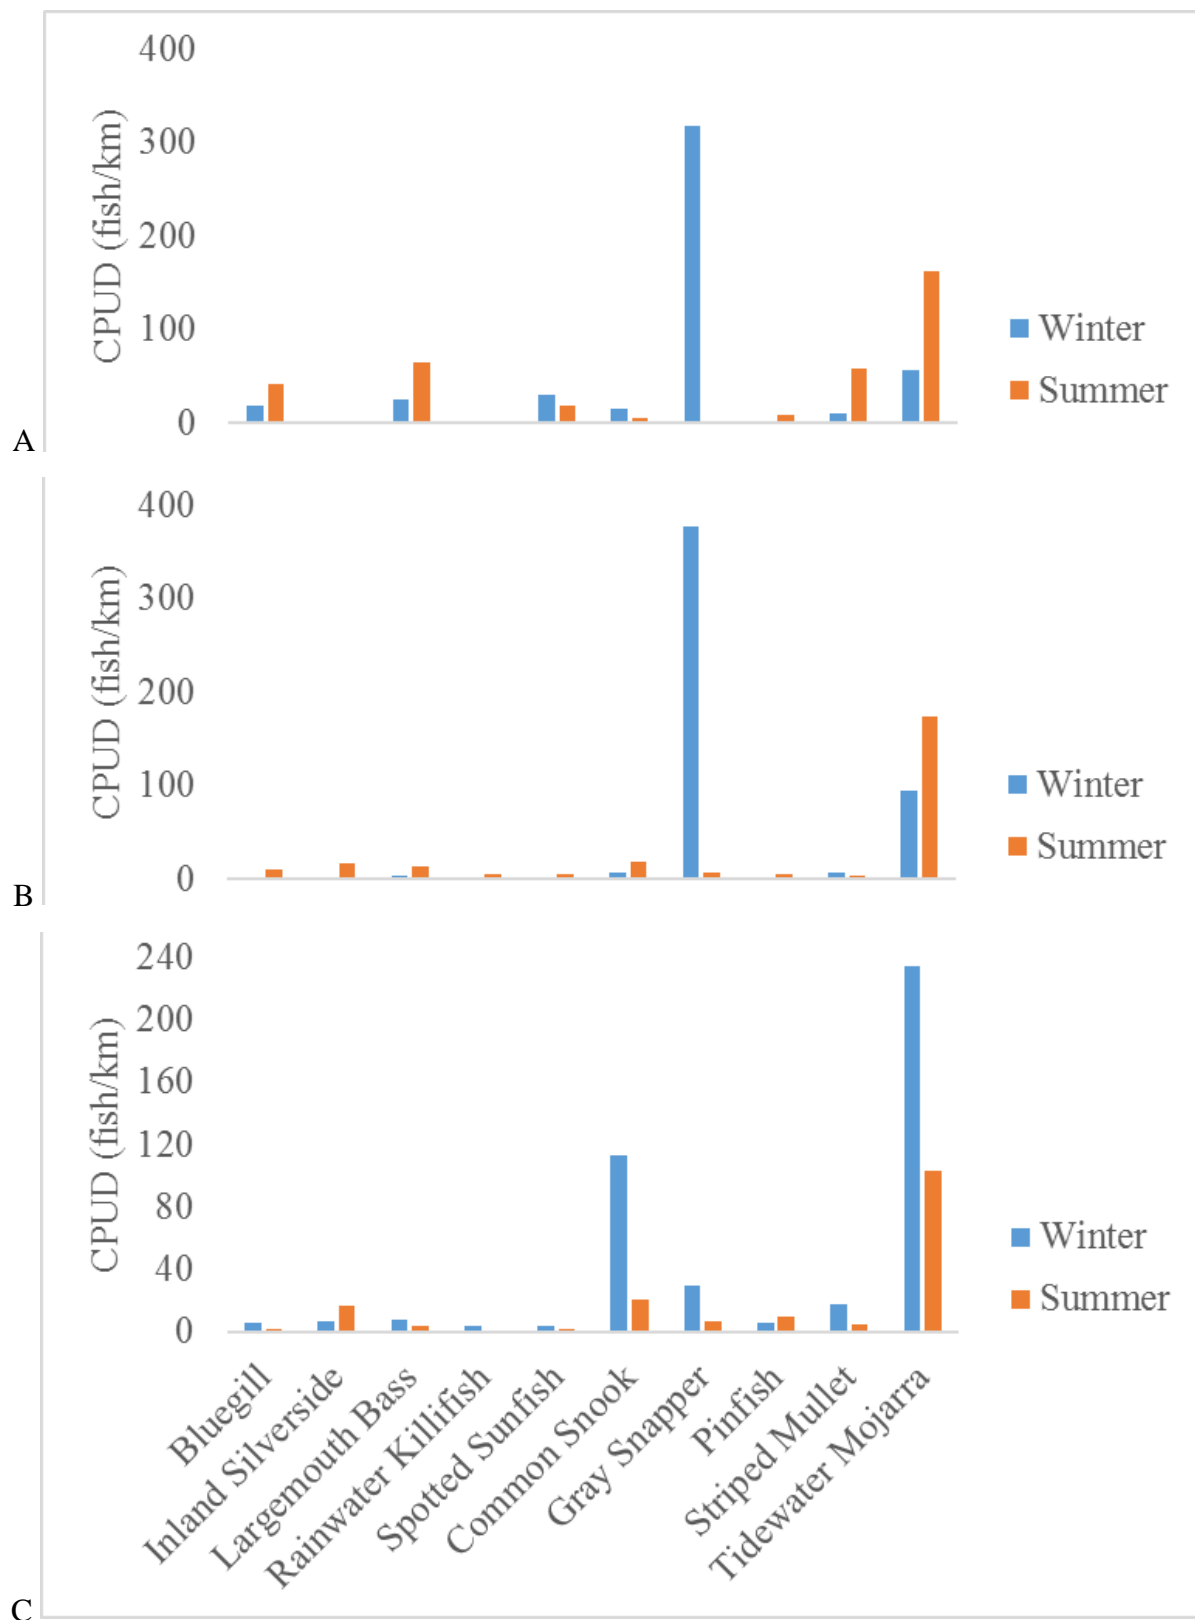 400
300
200
100
0
CPUD (fish/km)
Winter
Summer
A
400
300
200
100
0
CPUD (fish/km)
Winter
Summer
B
240
200
160
120
80
40
0
CPUD (fish/km)
Winter
Summer
Bluegill
Inland Silverside
Largemouth Bass
Rainwater Killifish
Spotted Sunfish
Common Snook
Gray Snapper
Pinfish
Striped Mullet
Tidewater Mojarra
C